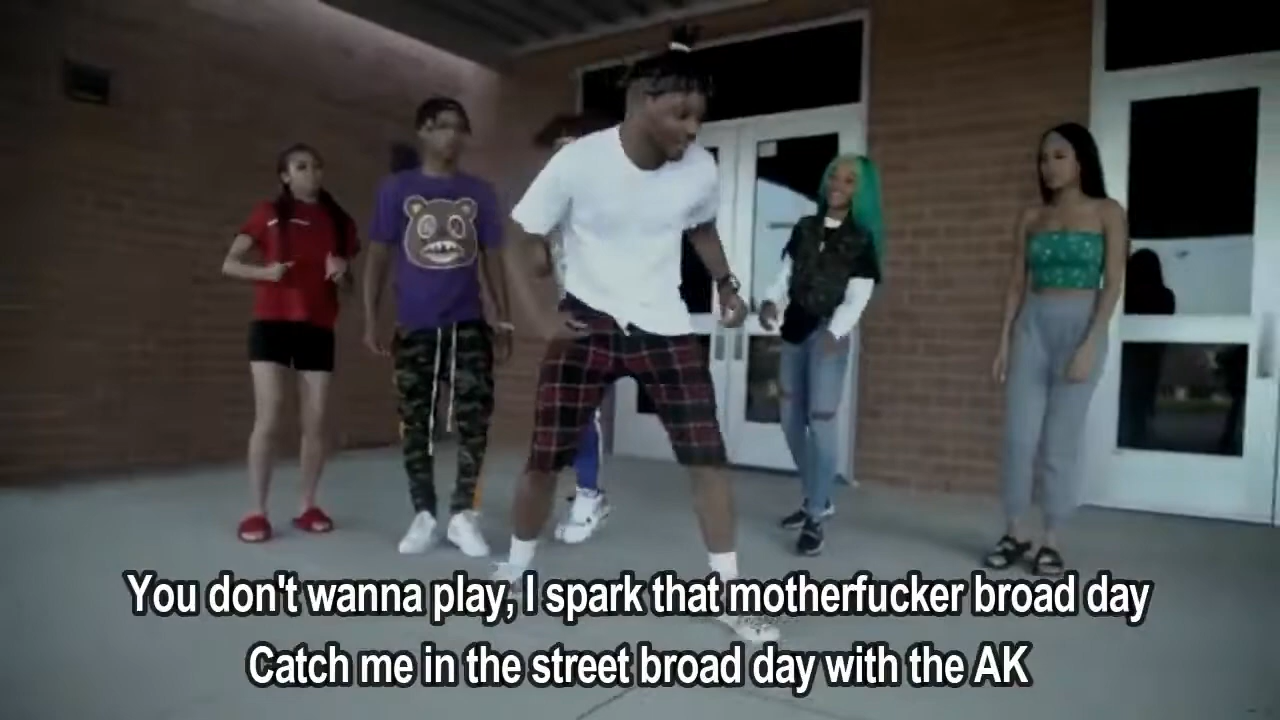 You don't wanna play, I spark that motherfucker broad day
Catch me in the street broad day with the AK